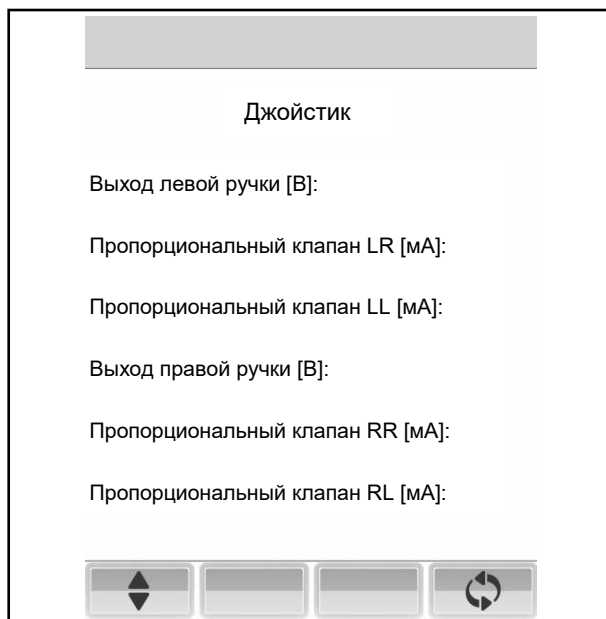 Джойстик
Выход левой ручки [В]:
Пропорциональный клапан LR [мА]:
Пропорциональный клапан LL [мА]:
Выход правой ручки [В]:
Пропорциональный клапан RR [мА]:
Пропорциональный клапан RL [мА]: